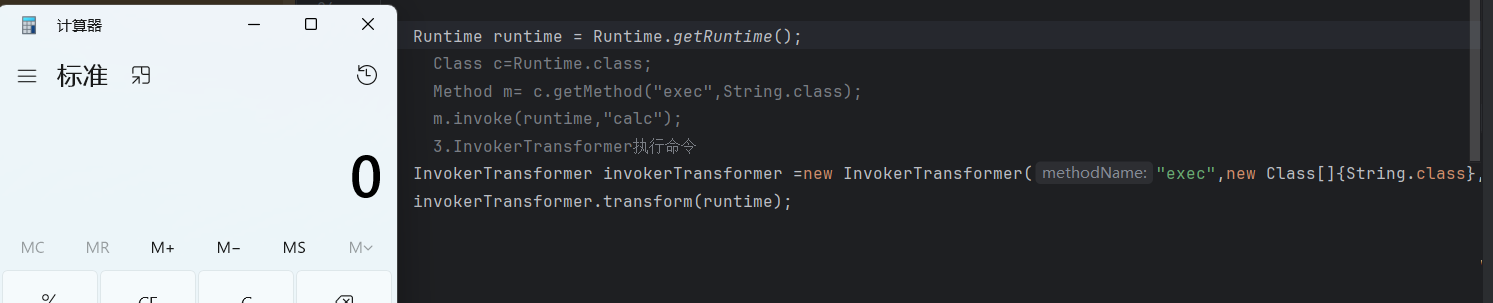 计算器
标准
0
MC MR M+ M− MS M
% CE C
Runtime runtime = Runtime.getRuntime();
Class c=Runtime.class;
Method m= c.getMethod("exec",String.class);
m.invoke(runtime,"calc");
3.InvokerTransformer执行命令
InvokerTransformer invokerTransformer =new InvokerTransformer( methodName: "exec",new Class[]{String.class},
invokerTransformer.transform(runtime);